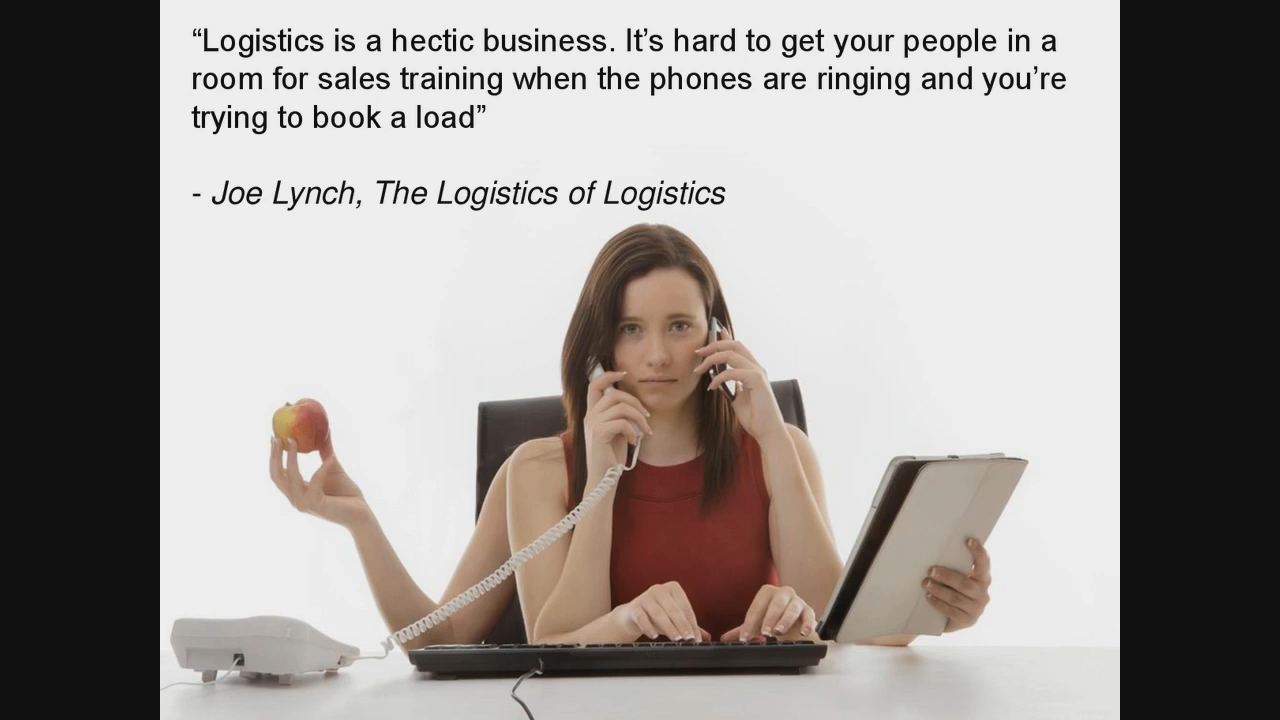 “Logistics is a hectic business. It’s hard to get your people in a
room for sales training when the phones are ringing and you’re
trying to book a load”
- Joe Lynch, The Logistics of Logistics